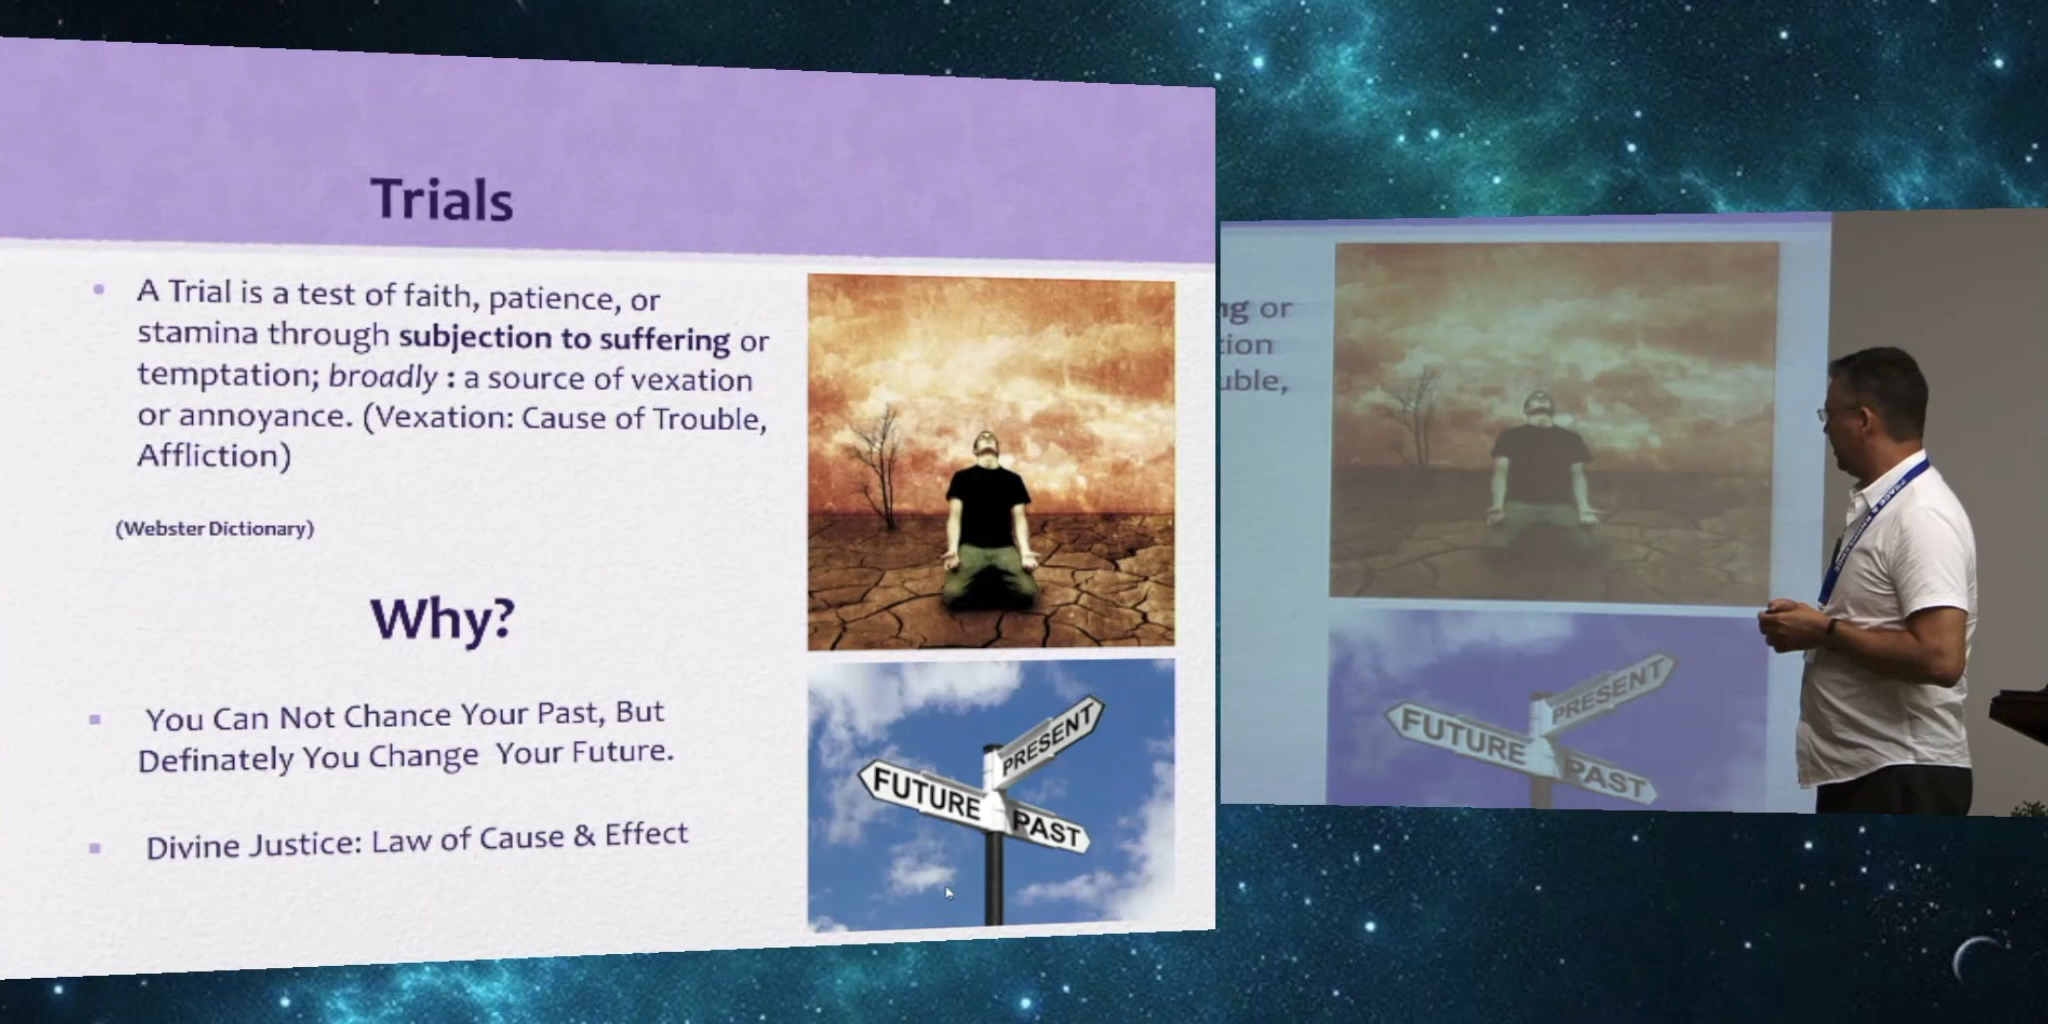 Trials
A Trial is a test of faith, patience, or
stamina through subjection to suffering or
temptation; broadly : a source of vexation
or annoyance. (Vexation: Cause of Trouble,
Affliction)
(Webster Dictionary)
Why?
You Can Not Chance Your Past, But
Definately You Change Your Future.
Divine Justice: Law of Cause & Effect
PRESENT
FUTURE
PAST
ng or
tion
uble,
PRESENT
FUTURE
PAST